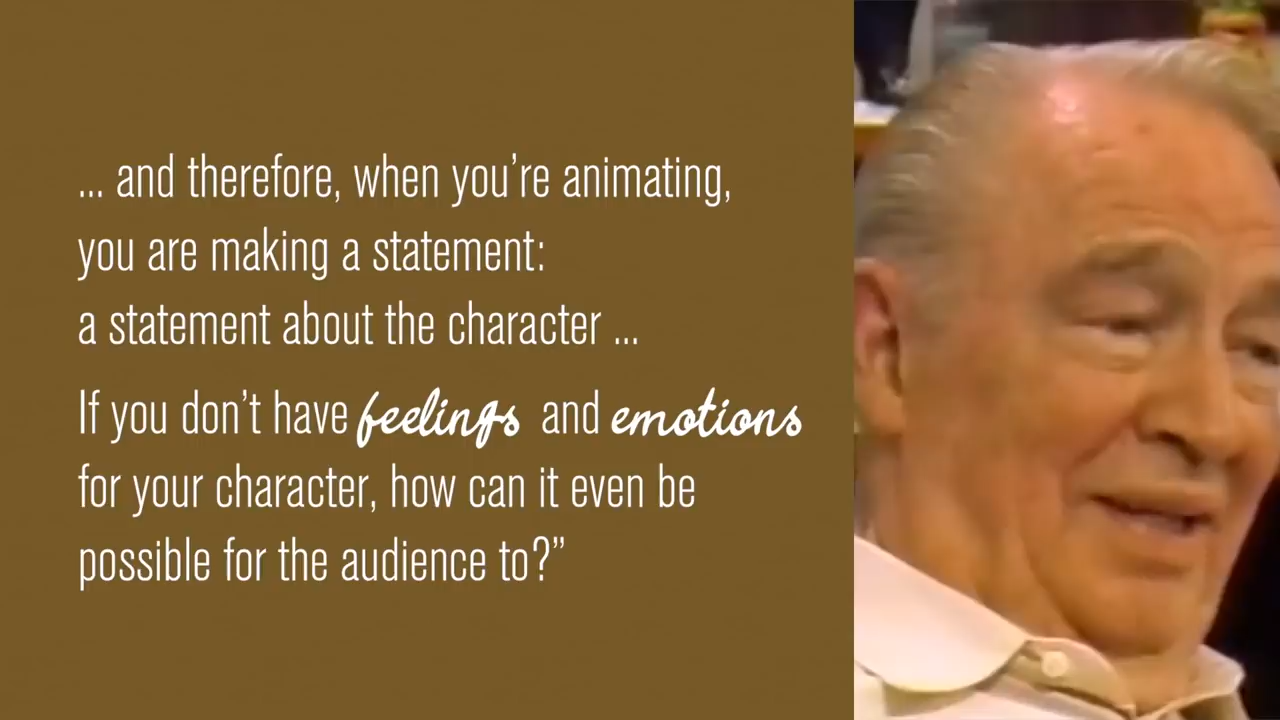 ... and therefore, when you’re animating,
you are making a statement:
a statement about the character ...
If you don’t have feelings and emotions
for your character, how can it even be
possible for the audience to?”